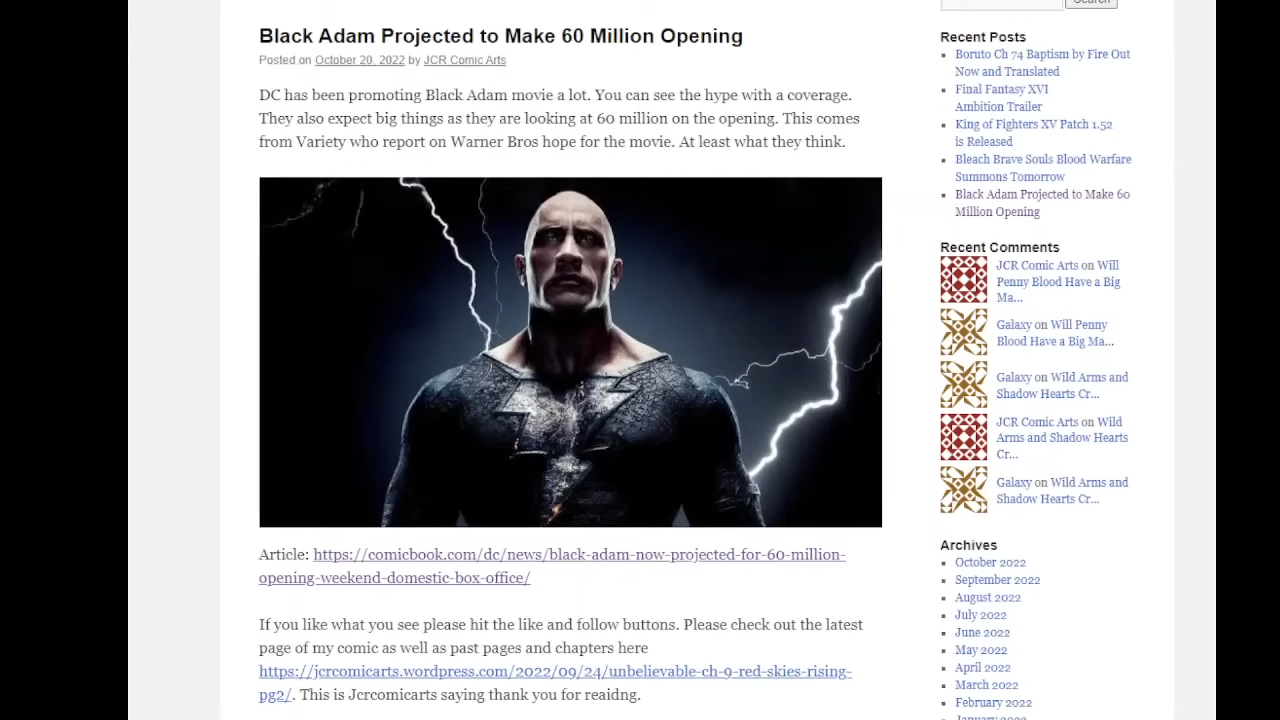 Search
Black Adam Projected to Make 60 Million Opening
Posted on October 20, 2022 by JCR Comic Arts
DC has been promoting Black Adam movie a lot. You can see the hype with a coverage.
They also expect big things as they are looking at 60 million on the opening. This comes
from Variety who report on Warner Bros hope for the movie. At least what they think.
Article: https://comicbook.com/dc/news/black-adam-now-projected-for-60-million-
opening-weekend-domestic-box-office/
If you like what you see please hit the like and follow buttons. Please check out the latest
page of my comic as well as past pages and chapters here
https://jcrcomicarts.wordpress.com/2022/09/24/unbelievable-ch-9-red-skies-rising-
pg2/. This is Jcrcomicarts saying thank you for reaidng.
Recent Posts
Boruto Ch 74 Baptism by Fire Out
Now and Translated
Final Fantasy XVI
Ambition Trailer
King of Fighters XV Patch 1.52
is Released
Bleach Brave Souls Blood Warfare
Summons Tomorrow
Black Adam Projected to Make 60
Million Opening
Recent Comments
JCR Comic Arts on Will
Penny Blood Have a Big
Ma...
Galaxy on Will Penny
Blood Have a Big Ma...
Galaxy on Wild Arms and
Shadow Hearts Cr...
JCR Comic Arts on Wild
Arms and Shadow Hearts
Cr...
Galaxy on Wild Arms and
Shadow Hearts Cr...
Archives
October 2022
September 2022
August 2022
July 2022
June 2022
May 2022
April 2022
March 2022
February 2022
January 2022